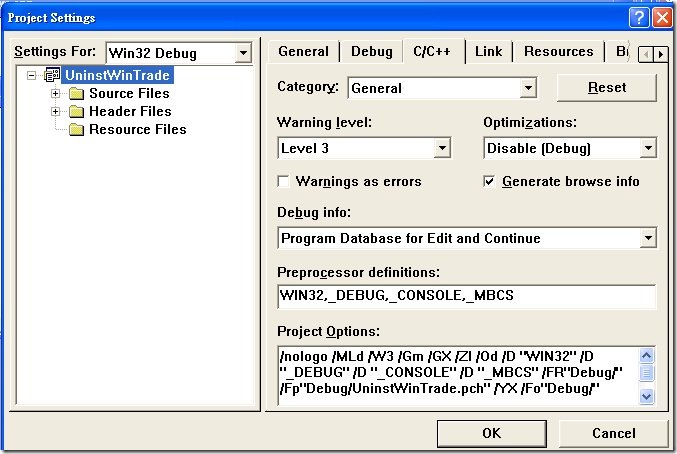 Project Settings
Settings For:
Win32 Debug
UninstWinTrade
Source Files
Header Files
Resource Files
General
Debug
C/C++
Link
Resources
Category:
General
Reset
Warning level:
Optimizations:
Level 3
Disable (Debug)
Warnings as errors
Generate browse info
Debug info:
Program Database for Edit and Continue
Preprocessor definitions:
WIN32,_DEBUG,_CONSOLE,_MBCS
Project Options:
/nologo /MLd /W3 /Gm /GX /ZI /Od /D "WIN32" /D
"_DEBUG" /D "_CONSOLE" /D "_MBCS" /FR"Debug/"
/Fp"Debug/UninstWinTrade.pch" /YX /Fo"Debug/"
OK
Cancel